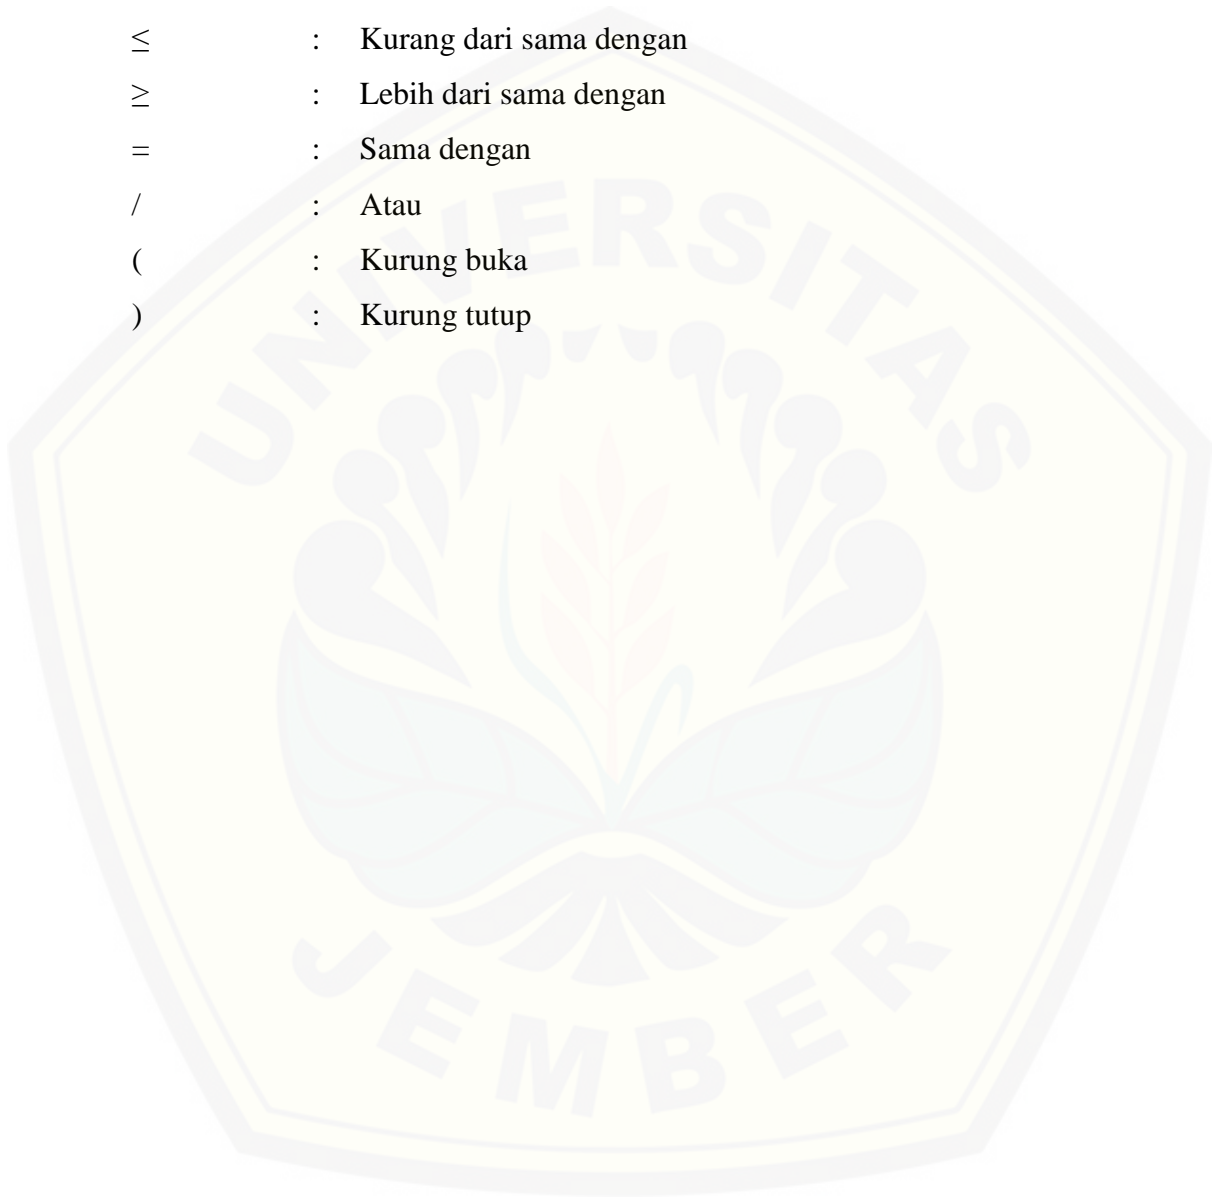 ≤ : Kurang dari sama dengan
≥ : Lebih dari sama dengan
= : Sama dengan
/ : Atau
( : Kurung buka
) : Kurung tutup
UNIVERSITAS
JEMBER